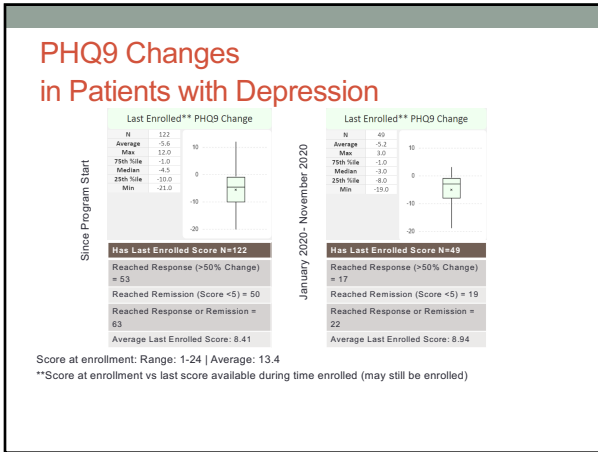 PHQ9 Changes
in Patients with Depression
Since Program Start
Last Enrolled** PHQ9 Change
N 122
Average -5.6
Max 12.0
75th %ile -1.0
Median -4.5
25th %ile -10.0
Min -21.0
10
0
-10
-20
Has Last Enrolled Score N=122
Reached Response (>50% Change)
= 53
Reached Remission (Score <5) = 50
Reached Response or Remission =
63
Average Last Enrolled Score: 8.41
January 2020- November 2020
Last Enrolled** PHQ9 Change
N 49
Average -5.2
Max 3.0
75th %ile -1.0
Median -3.0
25th %ile -8.0
Min -19.0
10
0
-10
-20
Has Last Enrolled Score N=49
Reached Response (>50% Change)
= 17
Reached Remission (Score <5) = 19
Reached Response or Remission =
22
Average Last Enrolled Score: 8.94
Score at enrollment: Range: 1-24 | Average: 13.4
**Score at enrollment vs last score available during time enrolled (may still be enrolled)